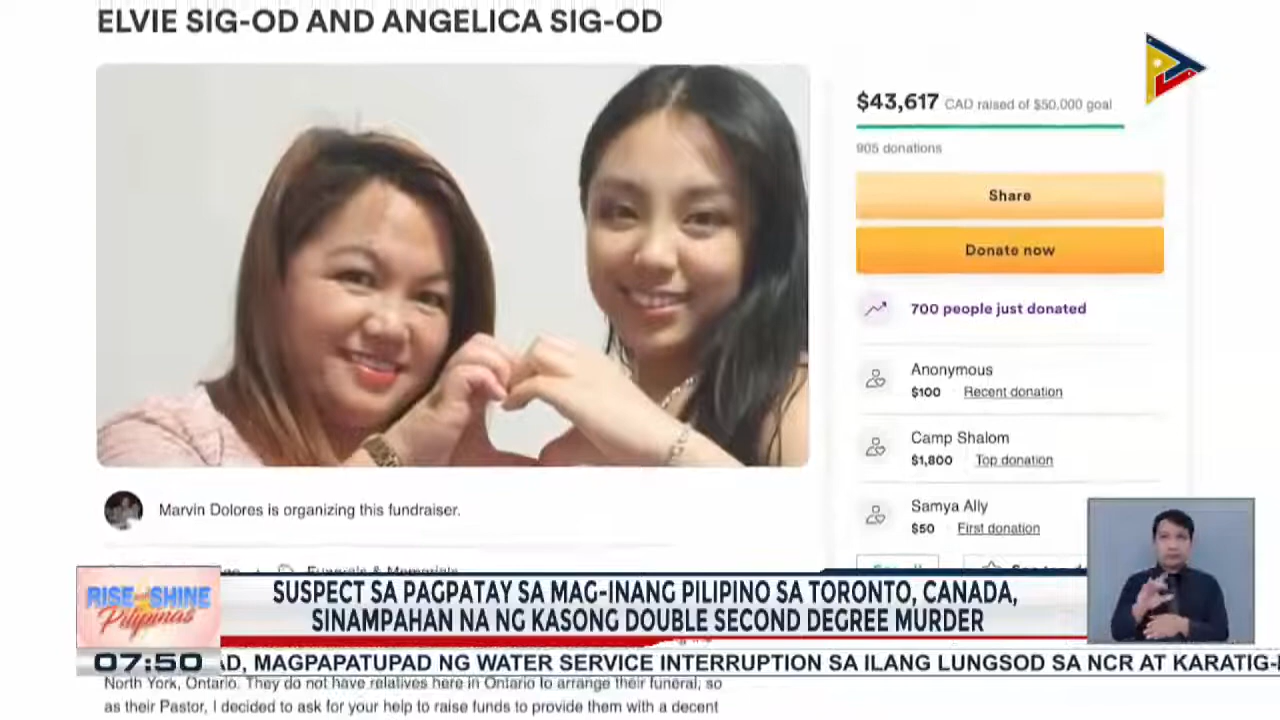 ELVIE SIG-OD AND ANGELICA SIG-OD
$43,617 CAD raised of $50,000 goal
905 donations
Share
Donate now
700 people just donated
Anonymous
$100 · Recent donation
Camp Shalom
$1,800 · Top donation
Samya Ally
$50 · First donation
Marvin Dolores is organizing this fundraiser.
Funerals & Memorials
RISE AND SHINE
Pilipinas
SUSPECT SA PAGPATAY SA MAG-INANG PILIPINO SA TORONTO, CANADA,
SINAMPAHAN NA NG KASONG DOUBLE SECOND DEGREE MURDER
07:50
AD, MAGPAPATUPAD NG WATER SERVICE INTERRUPTION SA ILANG LUNGSOD SA NCR AT KARATIG-
North York, Ontario. They do not have relatives here in Ontario to arrange their funeral, so
as their Pastor, I decided to ask for your help to raise funds to provide them with a decent